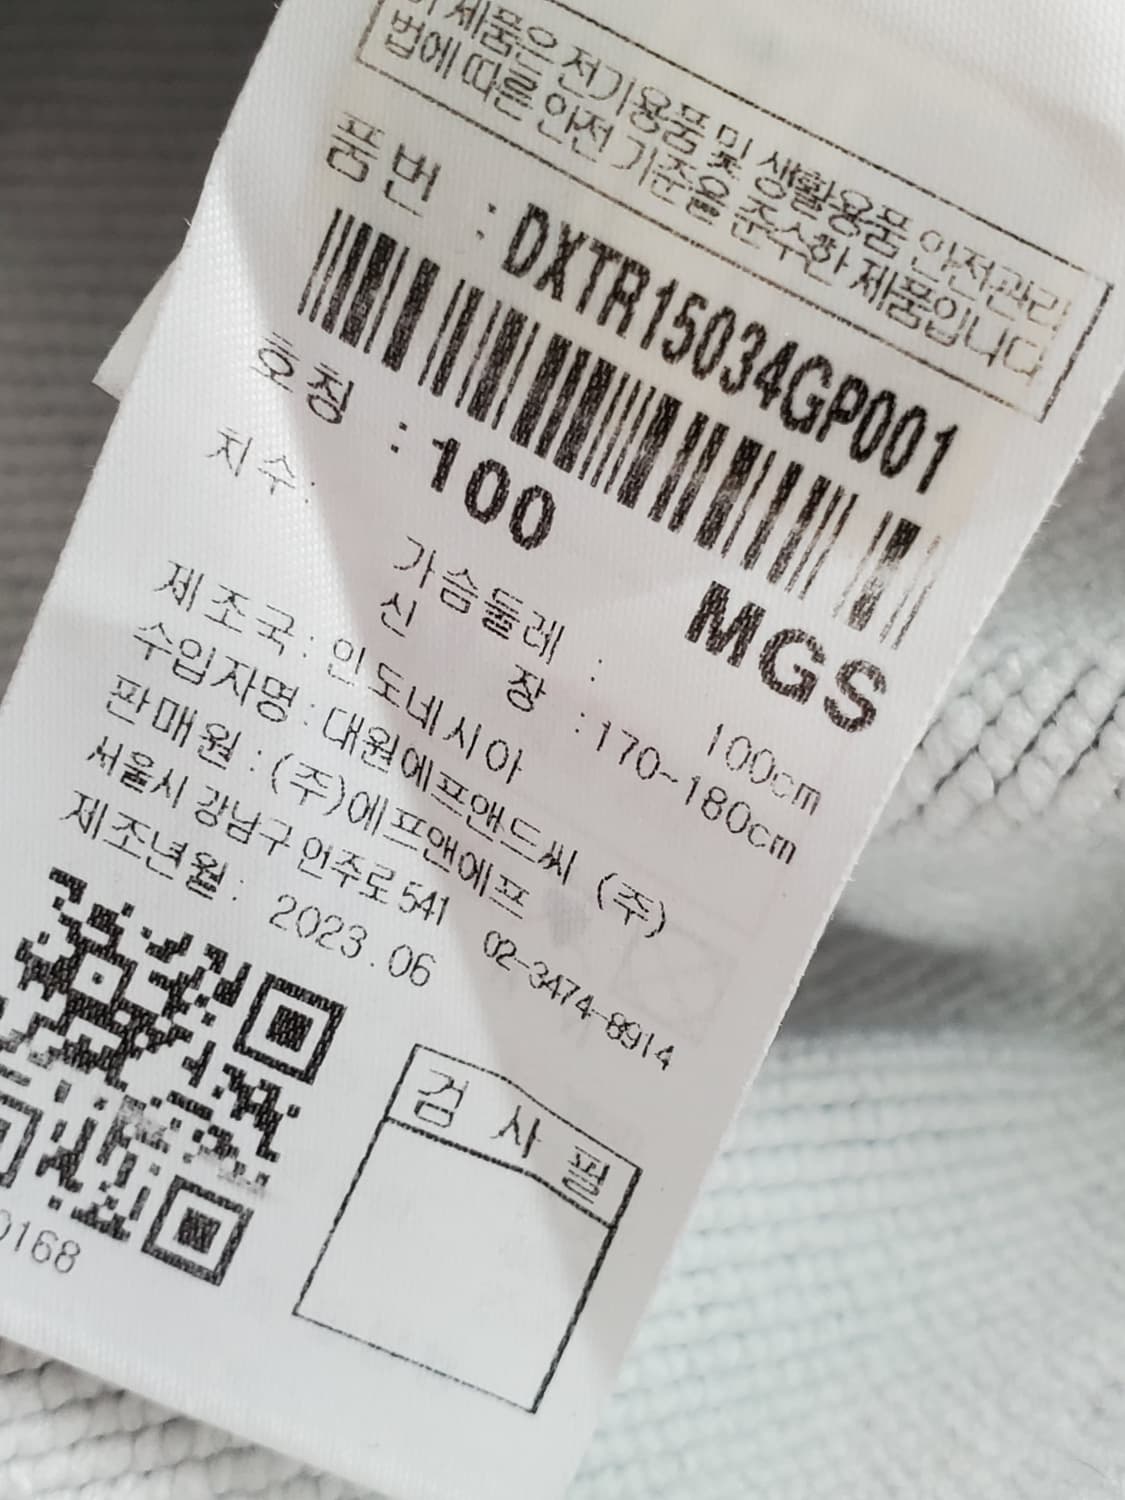 이 제품은 전기용품 및 생활용품 안전관리
법에 따른 안전 기준을 준수한 제품입니다
품 번 : DXTR15034GP001
호 칭 : 100 MGS
치 수: 가슴둘레 : 100cm
신 장 : 170~180cm
제 조 국 : 인도네시아
수입자명 : 대원에프앤드씨 (주)
판 매 원 : (주)에프앤에프
서울시 강남구 언주로 541 02-3474-8914
제조년월 : 2023.06
검 사 필
0168